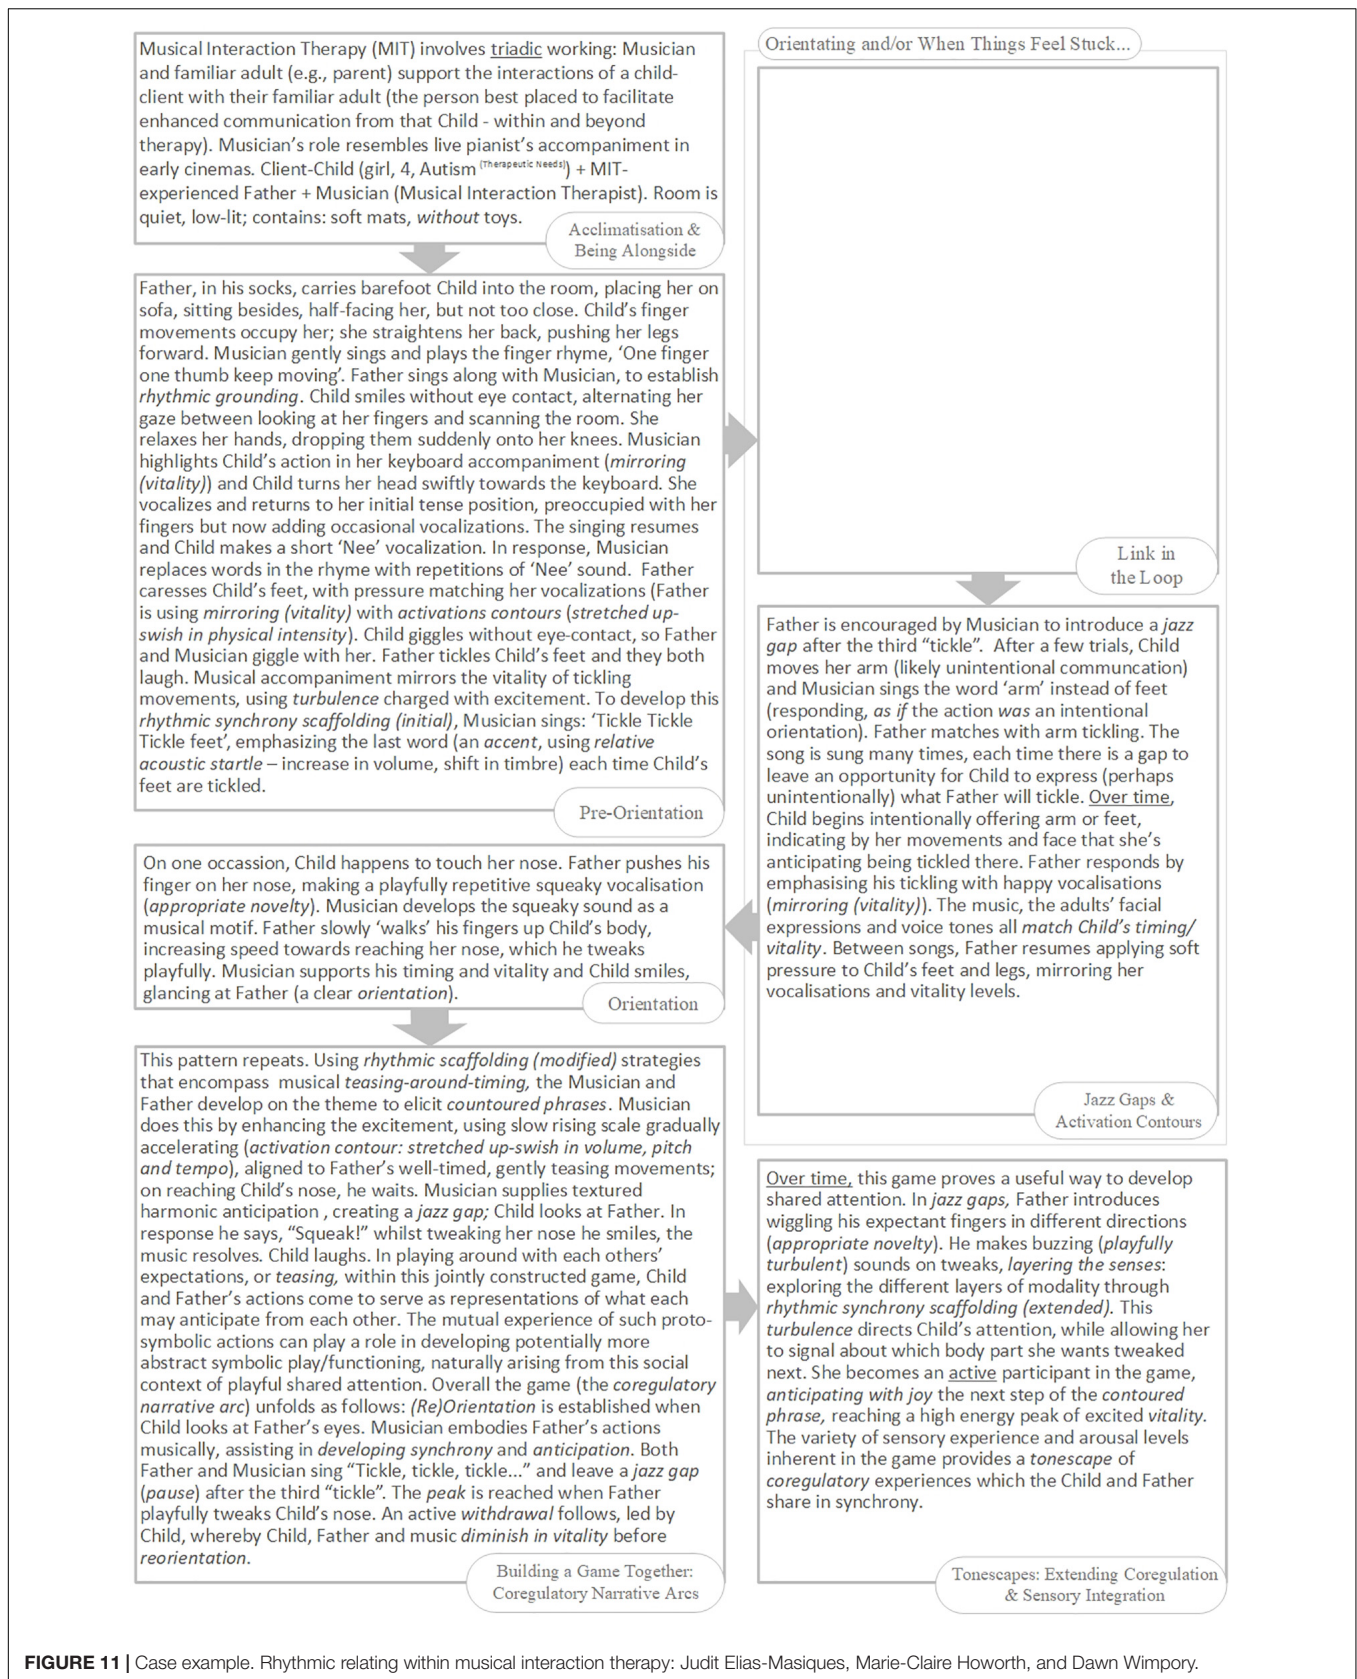 Musical Interaction Therapy (MIT) involves triadic working: Musician
and familiar adult (e.g., parent) support the interactions of a child-
client with their familiar adult (the person best placed to facilitate
enhanced communication from that Child - within and beyond
therapy). Musician's role resembles live pianist's accompaniment in
early cinemas. Client-Child (girl, 4, Autism (Therapeutic Needs)) + MIT-
experienced Father + Musician (Musical Interaction Therapist). Room is
quiet, low-lit; contains: soft mats, without toys.
Acclimatisation &
Being Alongside
Father, in his socks, carries barefoot Child into the room, placing her on
sofa, sitting besides, half-facing her, but not too close. Child's finger
movements occupy her; she straightens her back, pushing her legs
forward. Musician gently sings and plays the finger rhyme, 'One finger
one thumb keep moving'. Father sings along with Musician, to establish
rhythmic grounding. Child smiles without eye contact, alternating her
gaze between looking at her fingers and scanning the room. She
relaxes her hands, dropping them suddenly onto her knees. Musician
highlights Child's action in her keyboard accompaniment (mirroring
(vitality)) and Child turns her head swiftly towards the keyboard. She
vocalizes and returns to her initial tense position, preoccupied with her
fingers but now adding occasional vocalizations. The singing resumes
and Child makes a short 'Nee' vocalization. In response, Musician
replaces words in the rhyme with repetitions of 'Nee' sound.  Father
caresses Child's feet, with pressure matching her vocalizations (Father
is using mirroring (vitality) with activations contours (stretched up-
swish in physical intensity). Child giggles without eye-contact, so Father
and Musician giggle with her. Father tickles Child's feet and they both
laugh. Musical accompaniment mirrors the vitality of tickling
movements, using turbulence charged with excitement. To develop this
rhythmic synchrony scaffolding (initial), Musician sings: 'Tickle Tickle
Tickle feet', emphasizing the last word (an accent, using relative
acoustic startle – increase in volume, shift in timbre) each time Child's
feet are tickled.
Pre-Orientation
Orientating and/or When Things Feel Stuck...
Link in
the Loop
Father is encouraged by Musician to introduce a jazz
gap after the third "tickle".  After a few trials, Child
moves her arm (likely unintentional communcation)
and Musician sings the word 'arm' instead of feet
(responding, as if the action was an intentional
orientation). Father matches with arm tickling. The
song is sung many times, each time there is a gap to
leave an opportunity for Child to express (perhaps
unintentionally) what Father will tickle. Over time,
Child begins intentionally offering arm or feet,
indicating by her movements and face that she's
anticipating being tickled there. Father responds by
emphasising his tickling with happy vocalisations
(mirroring (vitality)). The music, the adults' facial
expressions and voice tones all match Child's timing/
vitality. Between songs, Father resumes applying soft
pressure to Child's feet and legs, mirroring her
vocalisations and vitality levels.
Jazz Gaps &
Activation Contours
On one occassion, Child happens to touch her nose. Father pushes his
finger on her nose, making a playfully repetitive squeaky vocalisation
(appropriate novelty). Musician develops the squeaky sound as a
musical motif. Father slowly 'walks' his fingers up Child's body,
increasing speed towards reaching her nose, which he tweaks
playfully. Musician supports his timing and vitality and Child smiles,
glancing at Father (a clear orientation).
Orientation
This pattern repeats. Using rhythmic scaffolding (modified) strategies
that encompass  musical teasing-around-timing, the Musician and
Father develop on the theme to elicit countoured phrases. Musician
does this by enhancing the excitement, using slow rising scale gradually
accelerating (activation contour: stretched up-swish in volume, pitch
and tempo), aligned to Father's well-timed, gently teasing movements;
on reaching Child's nose, he waits. Musician supplies textured
harmonic anticipation , creating a jazz gap; Child looks at Father. In
response he says, "Squeak!" whilst tweaking her nose he smiles, the
music resolves. Child laughs. In playing around with each others'
expectations, or teasing, within this jointly constructed game, Child
and Father's actions come to serve as representations of what each
may anticipate from each other. The mutual experience of such proto-
symbolic actions can play a role in developing potentially more
abstract symbolic play/functioning, naturally arising from this social
context of playful shared attention. Overall the game (the coregulatory
narrative arc) unfolds as follows: (Re)Orientation is established when
Child looks at Father's eyes. Musician embodies Father's actions
musically, assisting in developing synchrony and anticipation. Both
Father and Musician sing "Tickle, tickle, tickle..." and leave a jazz gap
(pause) after the third "tickle". The peak is reached when Father
playfully tweaks Child's nose. An active withdrawal follows, led by
Child, whereby Child, Father and music diminish in vitality before
reorientation.
Building a Game Together:
Coregulatory Narrative Arcs
Over time, this game proves a useful way to develop
shared attention. In jazz gaps, Father introduces
wiggling his expectant fingers in different directions
(appropriate novelty). He makes buzzing (playfully
turbulent) sounds on tweaks, layering the senses:
exploring the different layers of modality through
rhythmic synchrony scaffolding (extended). This
turbulence directs Child's attention, while allowing her
to signal about which body part she wants tweaked
next. She becomes an active participant in the game,
anticipating with joy the next step of the contoured
phrase, reaching a high energy peak of excited vitality.
The variety of sensory experience and arousal levels
inherent in the game provides a tonescape of
coregulatory experiences which the Child and Father
share in synchrony.
Tonescapes: Extending Coregulation
& Sensory Integration
FIGURE 11 | Case example. Rhythmic relating within musical interaction therapy: Judit Elias-Masiques, Marie-Claire Howorth, and Dawn Wimpory.